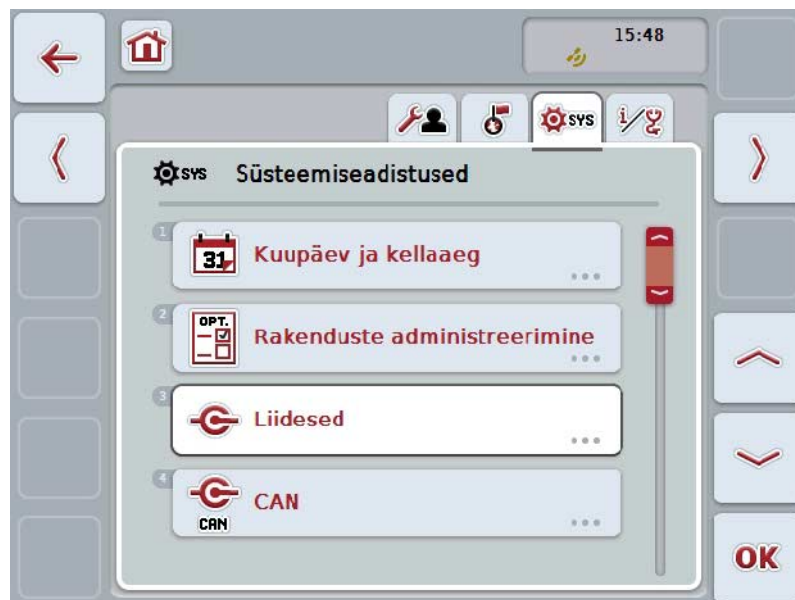 15:48
SYS
i/
SYS Süsteemiseadistused
1
31
Kuupäev ja kellaaeg
2
OPT.
Rakenduste administreerimine
3
Liidesed
4
CAN
CAN
OK